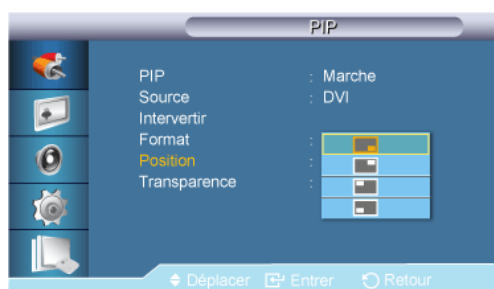 PIP
PIP : Marche
Source : DVI
Intervertir
Format :
Position :
Transparence :
Déplacer Entrer Retour